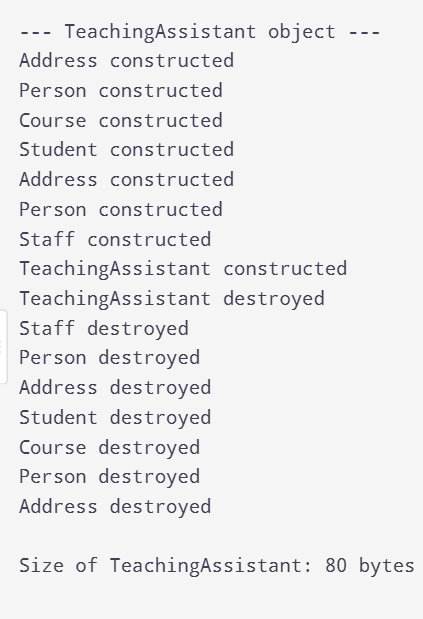 --- TeachingAssistant object ---
Address constructed
Person constructed
Course constructed
Student constructed
Address constructed
Person constructed
Staff constructed
TeachingAssistant constructed
TeachingAssistant destroyed
Staff destroyed
Person destroyed
Address destroyed
Student destroyed
Course destroyed
Person destroyed
Address destroyed
Size of TeachingAssistant: 80 bytes